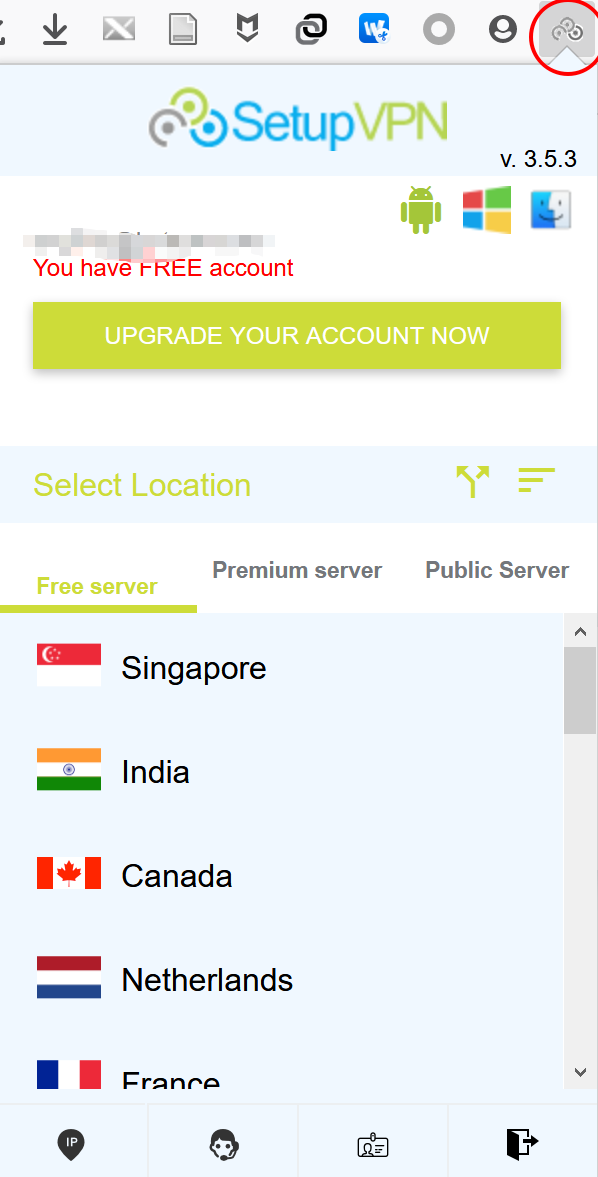 SetupVPN
v. 3.5.3
You have FREE account
UPGRADE YOUR ACCOUNT NOW
Select Location
Free server
Premium server
Public Server
Singapore
India
Canada
Netherlands
France
IP